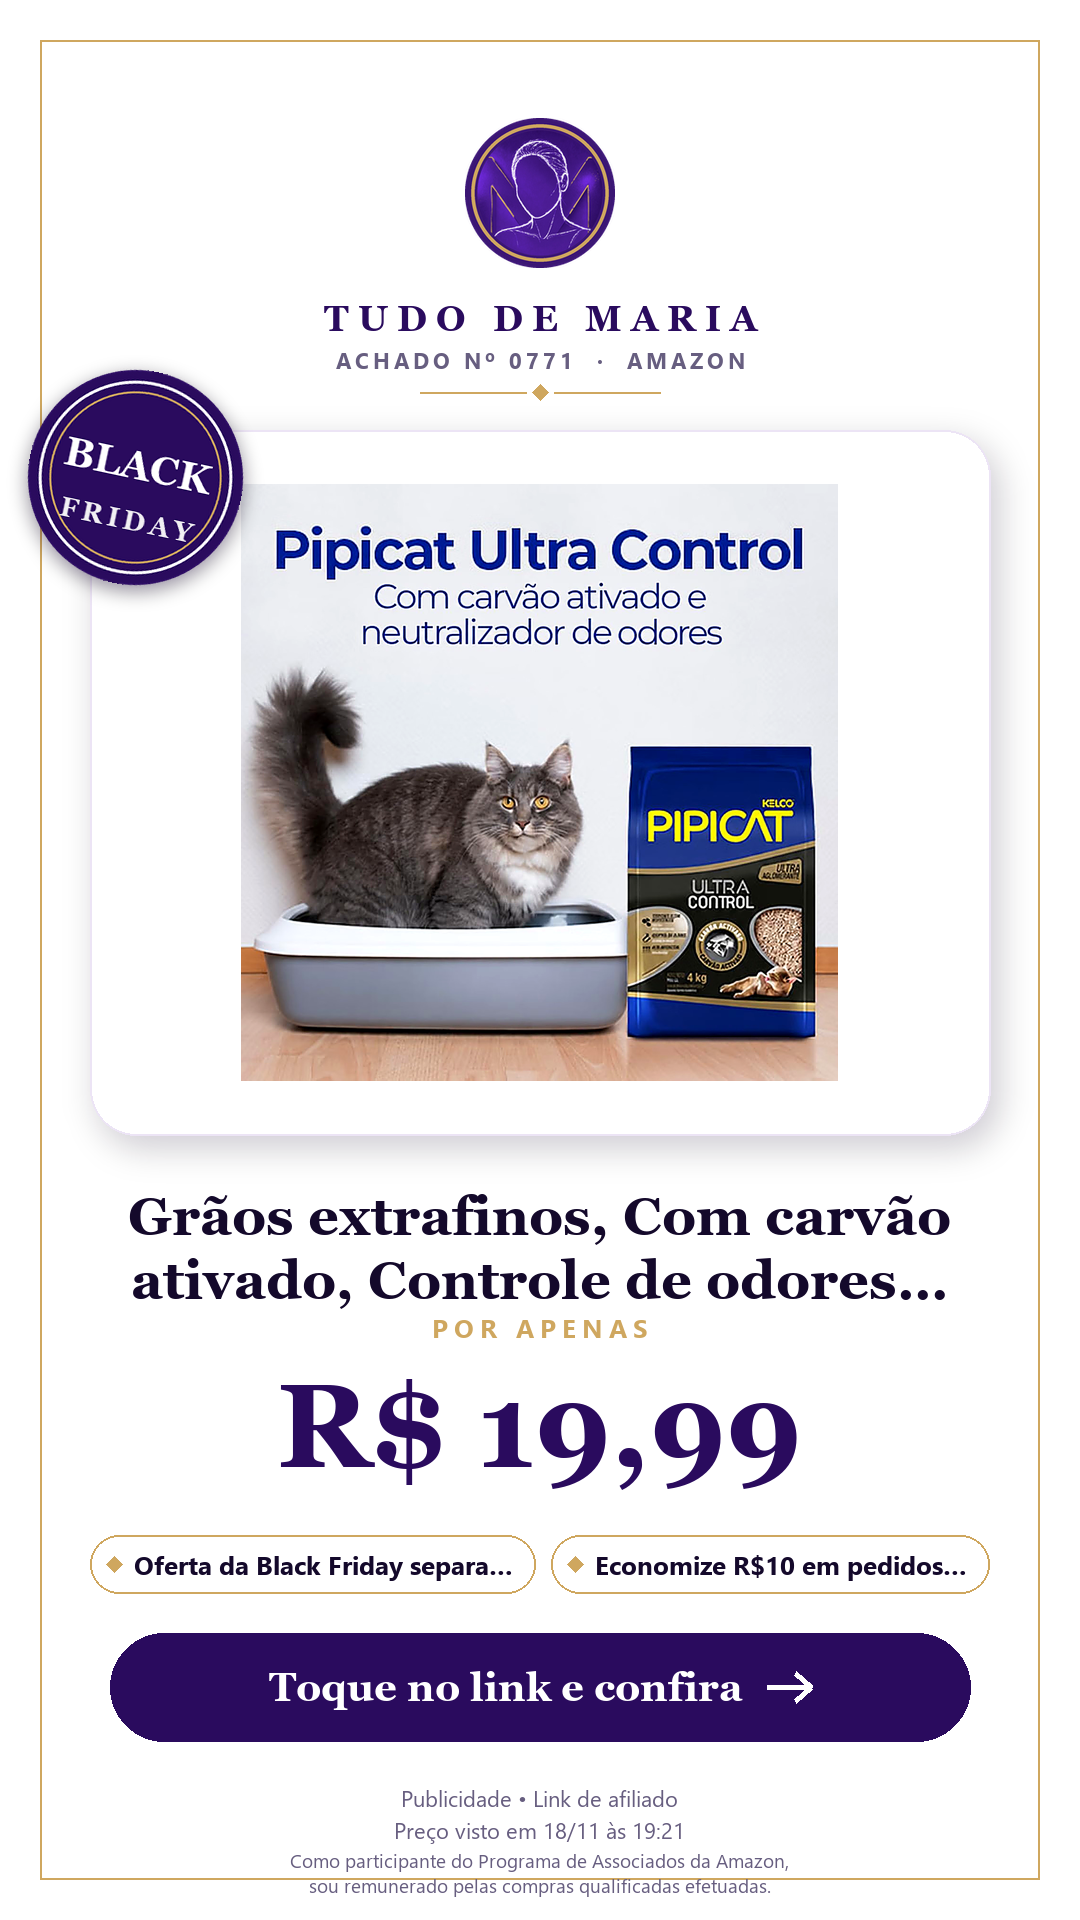 TUDO DE MARIA
ACHADO Nº 0771 · AMAZON
BLACK
FRIDAY
Pipicat Ultra Control
Com carvão ativado e
neutralizador de odores
KELCO
PIPICAT
ULTRA
AGLOMERANTE
ULTRA
CONTROL
4 kg
Grãos extrafinos, Com carvão
ativado, Controle de odores...
POR APENAS
R$ 19,99
Oferta da Black Friday separa...
Economize R$10 em pedidos...
Toque no link e confira →
Publicidade • Link de afiliado
Preço visto em 18/11 às 19:21
Como participante do Programa de Associados da Amazon,
sou remunerado pelas compras qualificadas efetuadas.